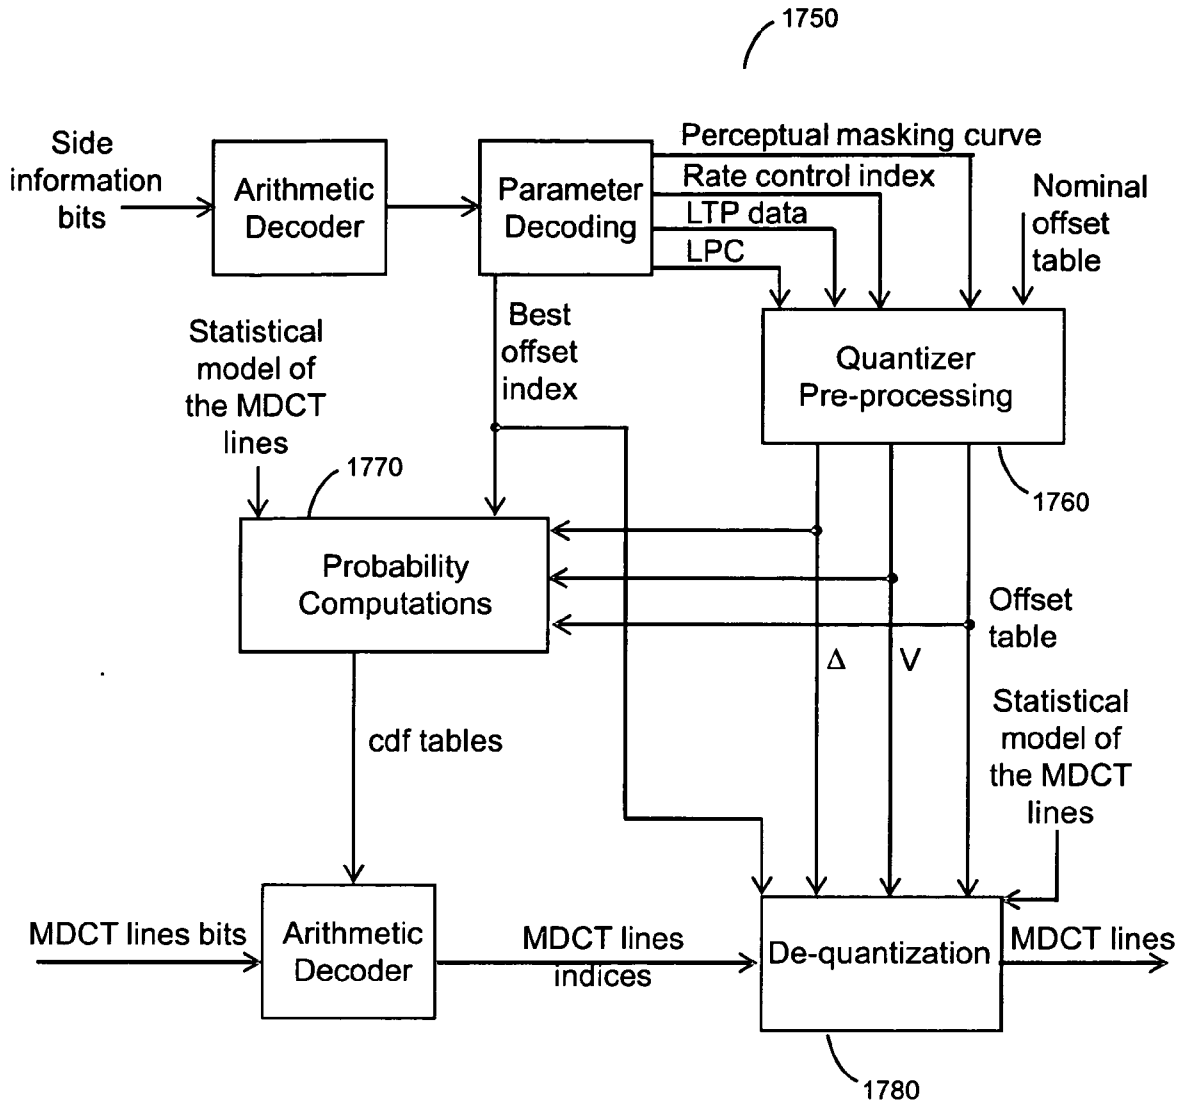 1750
Side
information
bits
Arithmetic
Decoder
Parameter
Decoding
Perceptual masking curve
Rate control index
LTP data
LPC
Nominal
offset
table
Statistical
model of
the MDCT
lines
Best
offset
index
Quantizer
Pre-processing
1770
1760
Probability
Computations
Offset
table
Δ
V
Statistical
model of
the MDCT
lines
cdf tables
MDCT lines bits
Arithmetic
Decoder
MDCT lines
indices
De-quantization
MDCT lines
1780